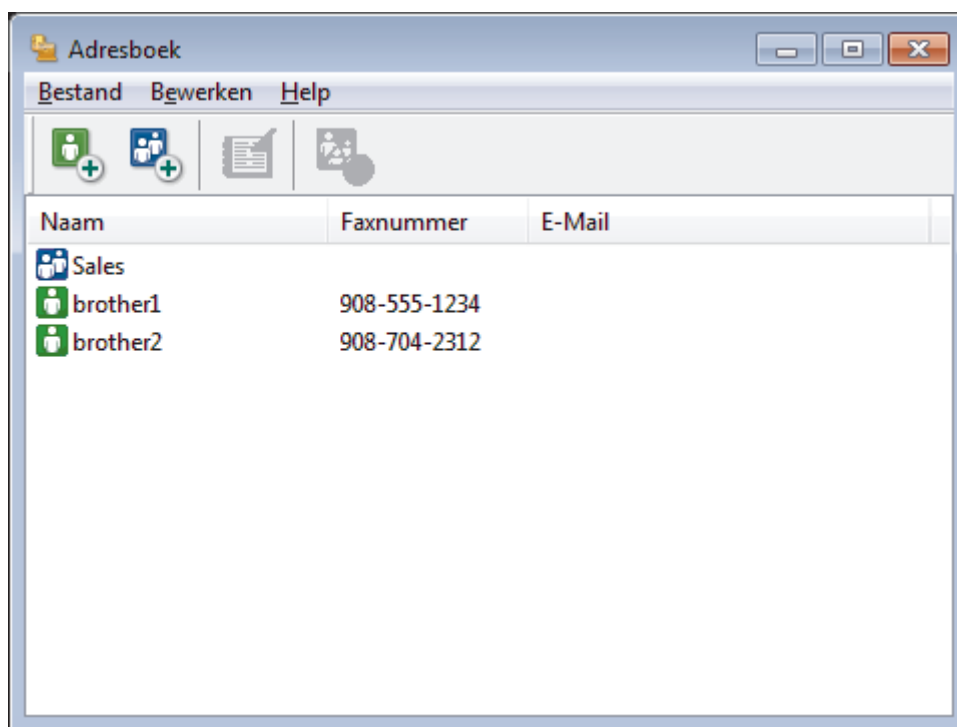 Adresboek
Bestand Bewerken Help
Naam Faxnummer E-Mail
Sales
brother1 908-555-1234
brother2 908-704-2312